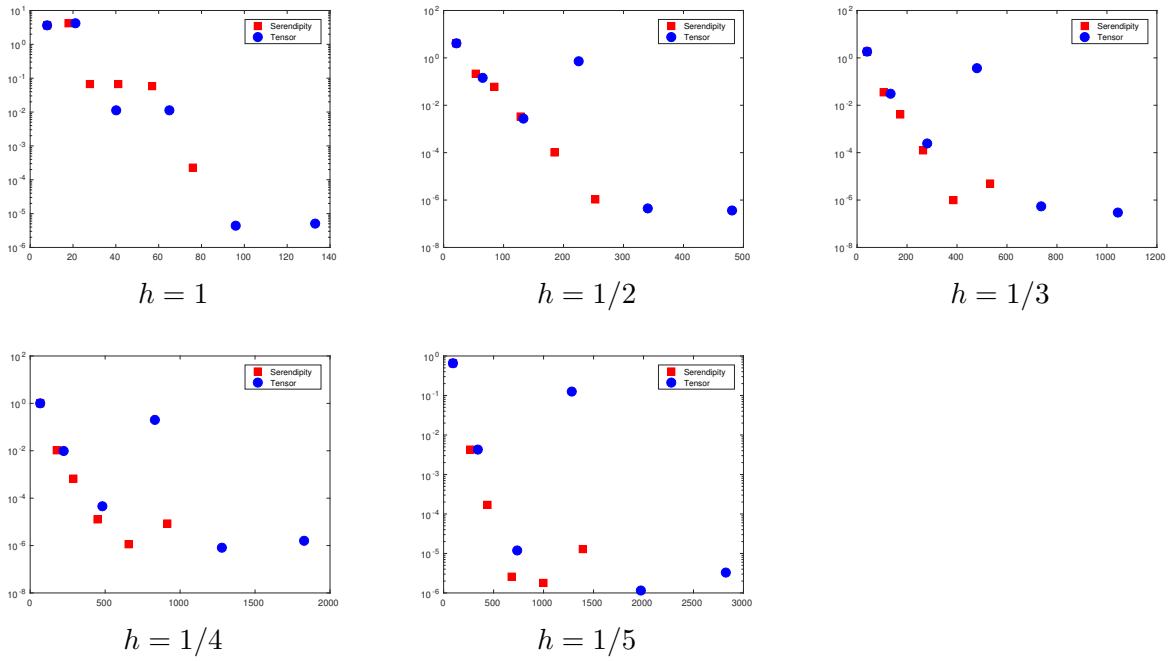 10^1
10^0
10^-1
10^-2
10^-3
10^-4
10^-5
10^-6
0 20 40 60 80 100 120 140
Serendipity
Tensor
h = 1
10^2
10^0
10^-2
10^-4
10^-6
10^-8
0 100 200 300 400 500
Serendipity
Tensor
h = 1/2
10^2
10^0
10^-2
10^-4
10^-6
10^-8
0 200 400 600 800 1000 1200
Serendipity
Tensor
h = 1/3
10^2
10^0
10^-2
10^-4
10^-6
10^-8
0 500 1000 1500 2000
Serendipity
Tensor
h = 1/4
10^0
10^-1
10^-2
10^-3
10^-4
10^-5
10^-6
0 500 1000 1500 2000 2500 3000
Serendipity
Tensor
h = 1/5